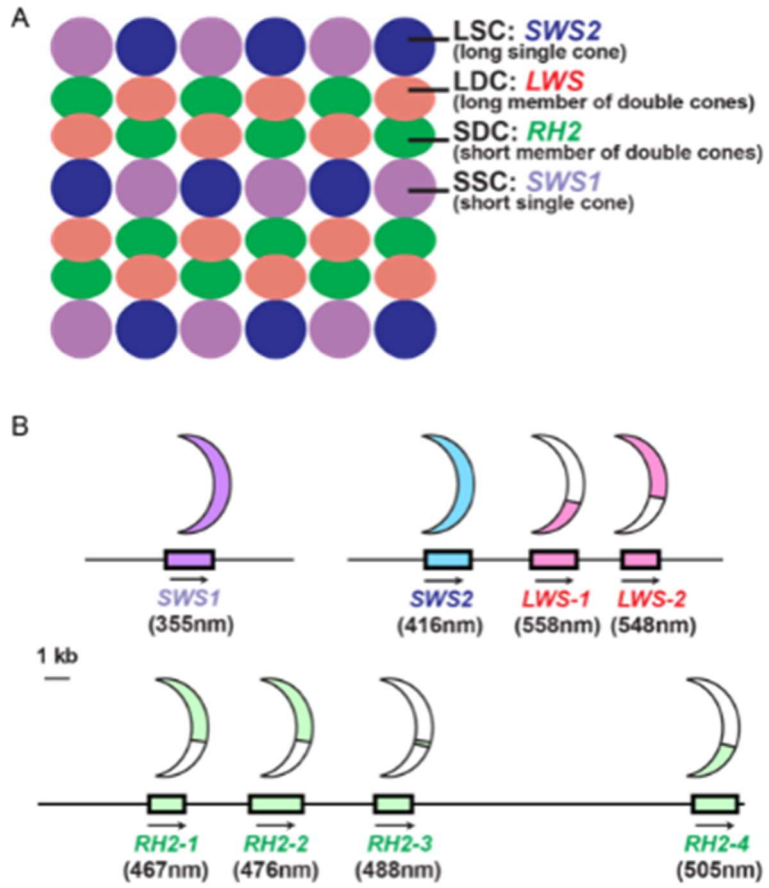 A
LSC: SWS2
(long single cone)
LDC: LWS
(long member of double cones)
SDC: RH2
(short member of double cones)
SSC: SWS1
(short single cone)
B
SWS1 SWS2 LWS-1 LWS-2
(355nm) (416nm) (558nm) (548nm)
1 kb
RH2-1 RH2-2 RH2-3 RH2-4
(467nm) (476nm) (488nm) (505nm)